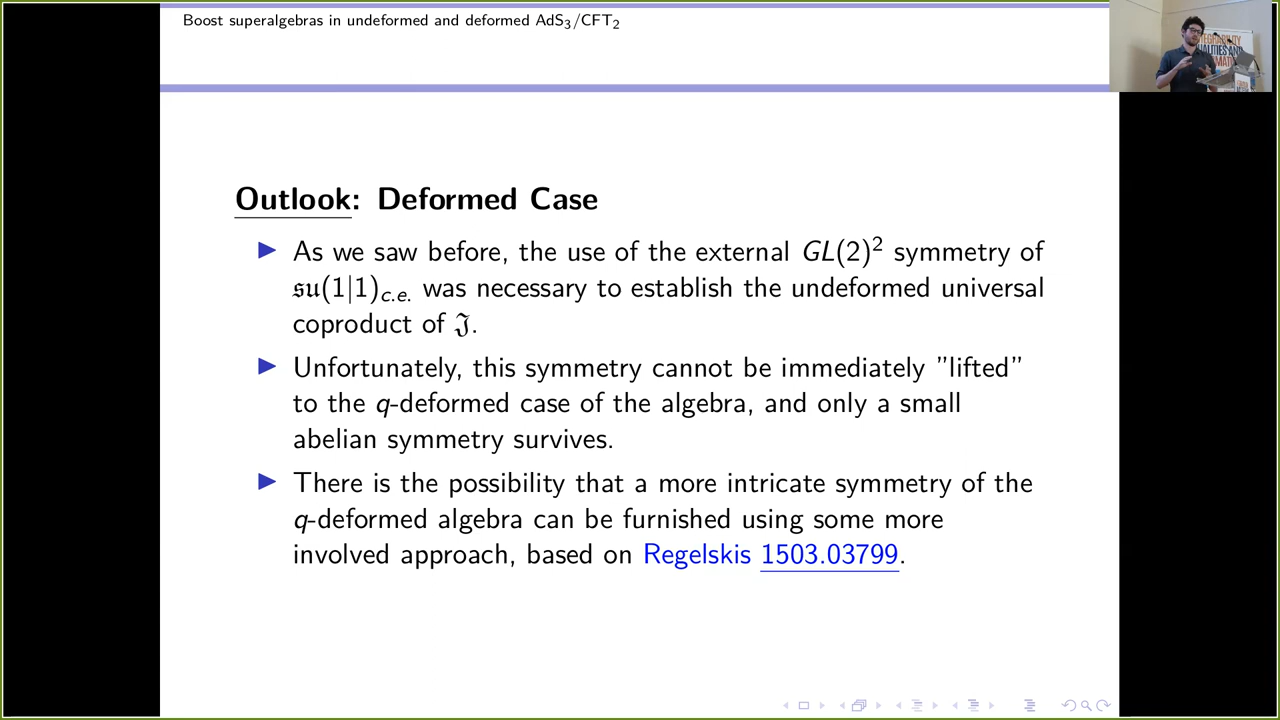 Boost superalgebras in undeformed and deformed AdS₃/CFT₂
Outlook: Deformed Case
As we saw before, the use of the external GL(2)² symmetry of
𝔰𝔲(1|1)c.e. was necessary to establish the undeformed universal
coproduct of 𝔍.
Unfortunately, this symmetry cannot be immediately ”lifted”
to the q-deformed case of the algebra, and only a small
abelian symmetry survives.
There is the possibility that a more intricate symmetry of the
q-deformed algebra can be furnished using some more
involved approach, based on Regelskis 1503.03799.